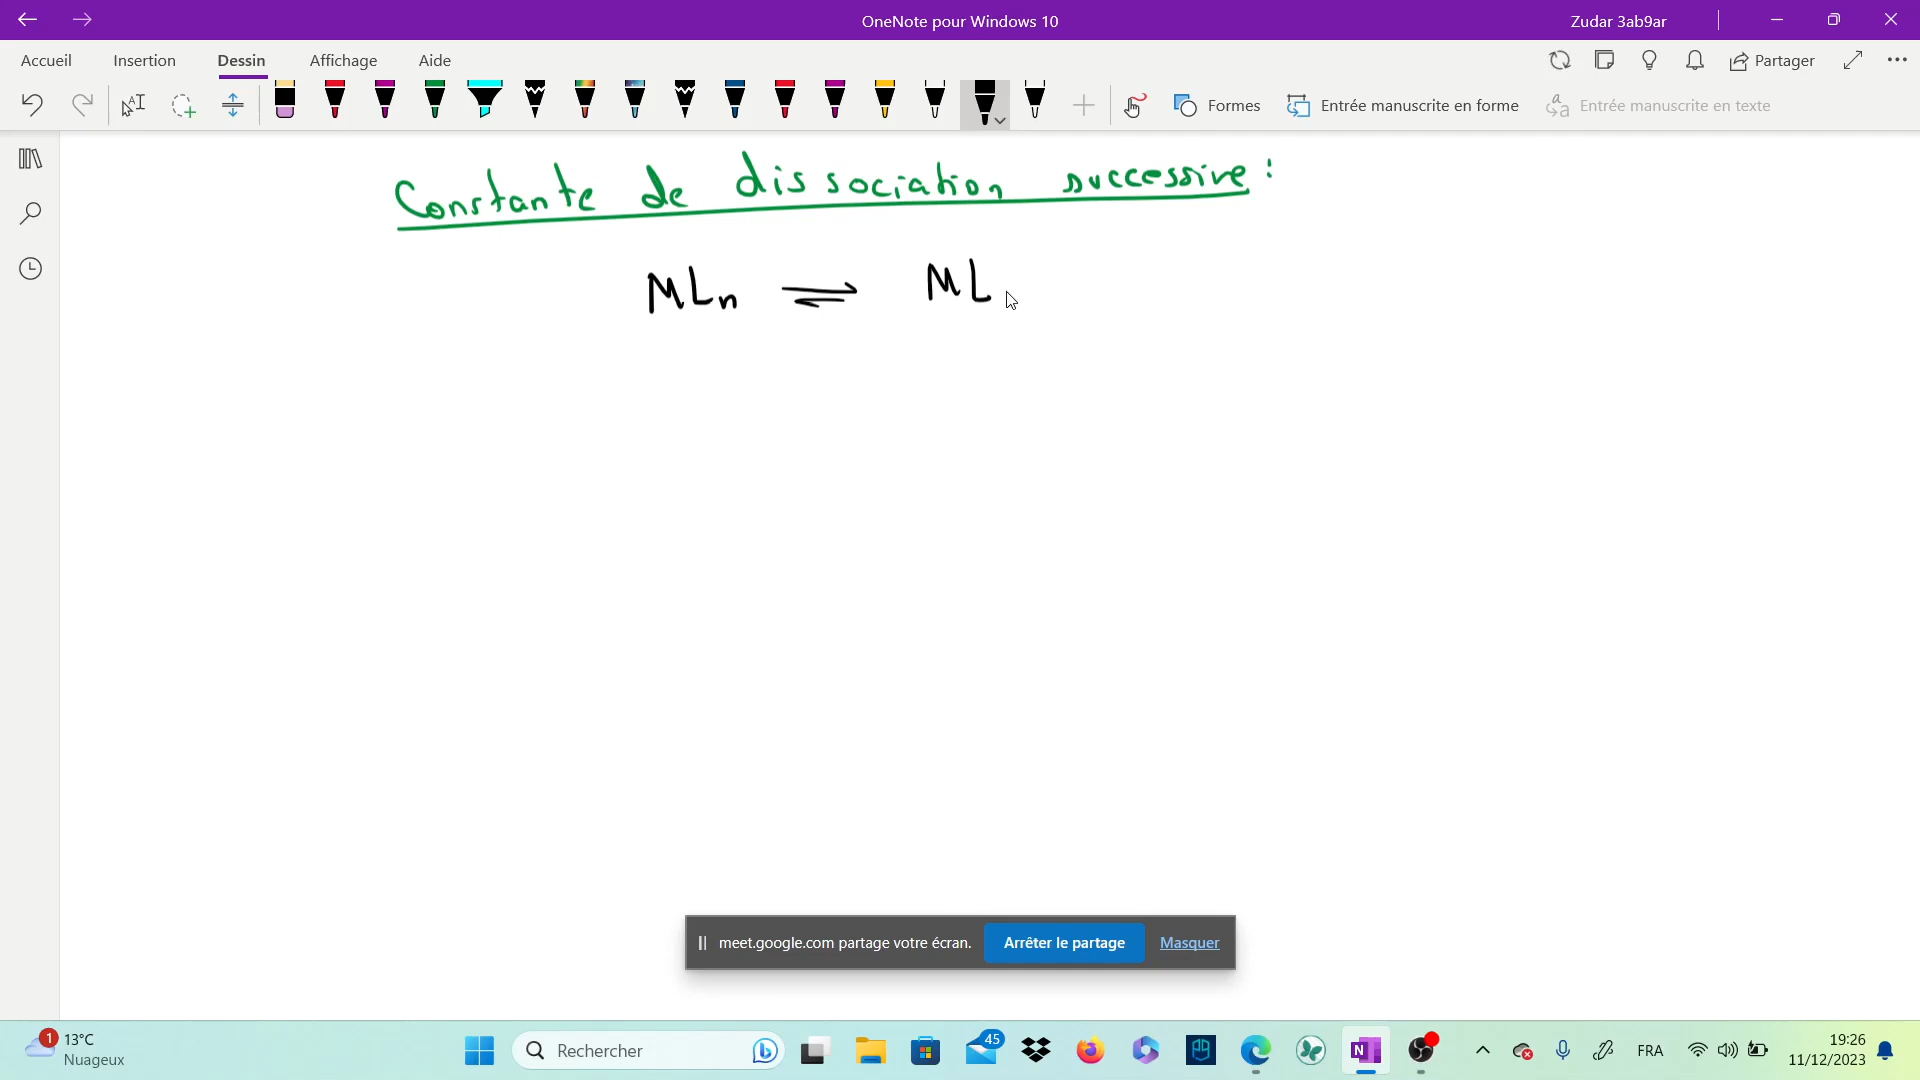 OneNote pour Windows 10
Zudar 3ab9ar
Accueil Insertion Dessin Affichage Aide
Partager
Formes Entrée manuscrite en forme Entrée manuscrite en texte
Constante de dissociation successive :
MLn ⇌ ML
meet.google.com partage votre écran. Arrêter le partage Masquer
1 13°C
Nuageux
Rechercher
45
FRA
19:26
11/12/2023